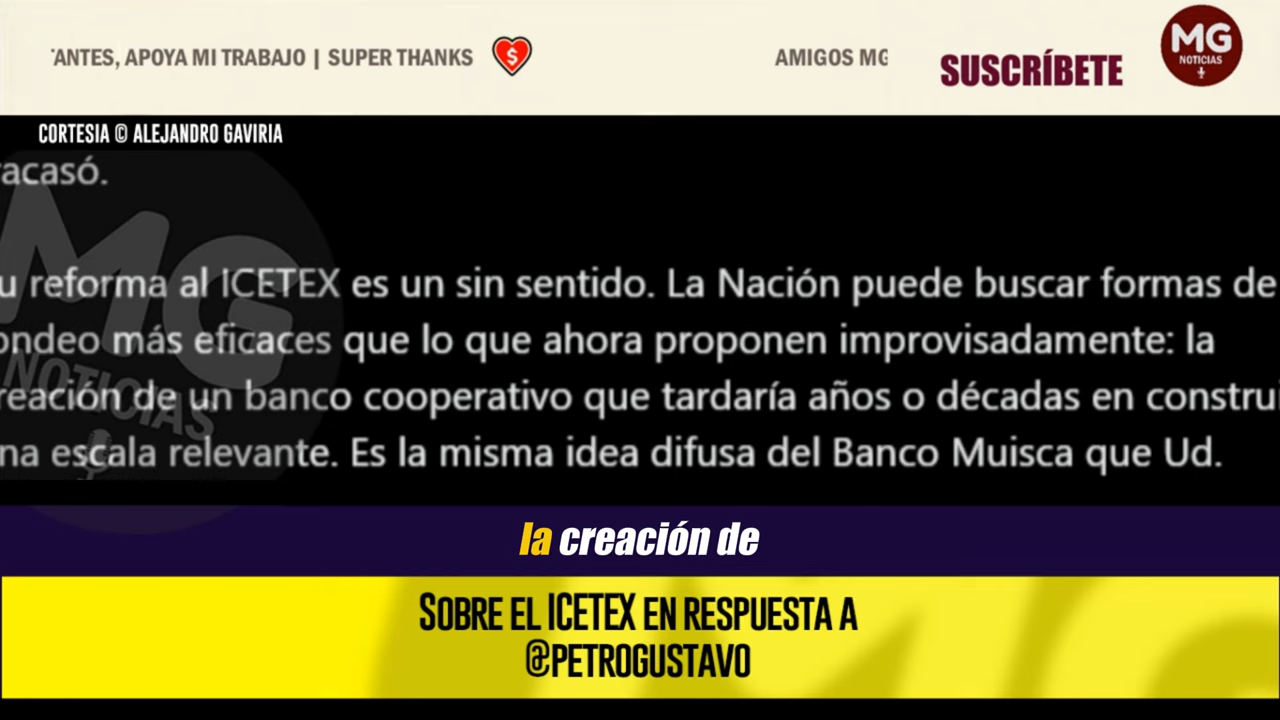 'ANTES, APOYA MI TRABAJO | SUPER THANKS
AMIGOS MG
SUSCRÍBETE
MG
NOTICIAS
CORTESIA © ALEJANDRO GAVIRIA
racasó.
u reforma al ICETEX es un sin sentido. La Nación puede buscar formas de
ondeo más eficaces que lo que ahora proponen improvisadamente: la
reación de un banco cooperativo que tardaría años o décadas en construi
na escala relevante. Es la misma idea difusa del Banco Muisca que Ud.
MG
NOTICIAS
la creación de
SOBRE EL ICETEX EN RESPUESTA A
@PETROGUSTAVO